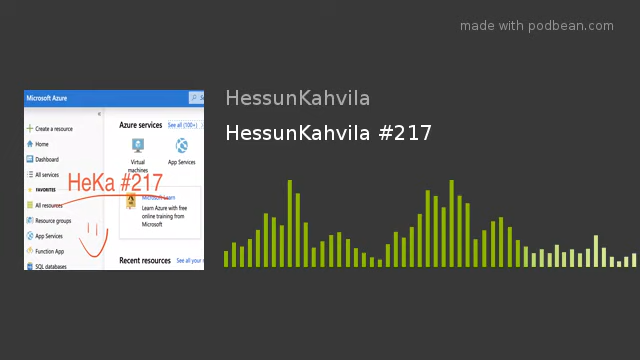 made with podbean.com
HessunKahvila
HessunKahvila #217
Microsoft Azure
Create a resource
Home
Dashboard
All services
FAVORITES
All resources
Resource groups
App Services
Function App
SQL databases
Azure services
See all (100+)
Virtual machines
App Services
HeKa #217
Microsoft Learn
Learn Azure with free
online training from
Microsoft
Recent resources
See all your